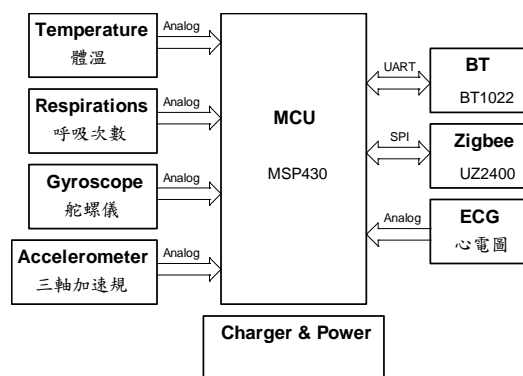 Temperature
體溫
Analog
Respirations
呼吸次數
Analog
Gyroscope
舵螺儀
Analog
Accelerometer
三軸加速規
Analog
MCU
MSP430
UART
BT
BT1022
SPI
Zigbee
UZ2400
Analog
ECG
心電圖
Charger & Power